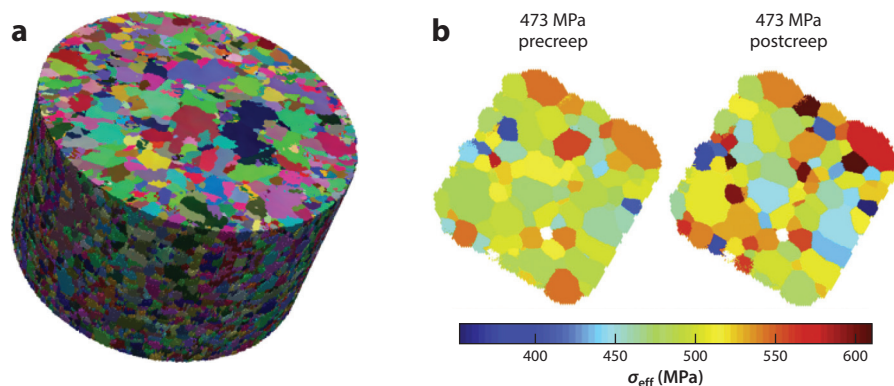 a
b
473 MPa
precreep
473 MPa
postcreep
400 450 500 550 600
σeff (MPa)